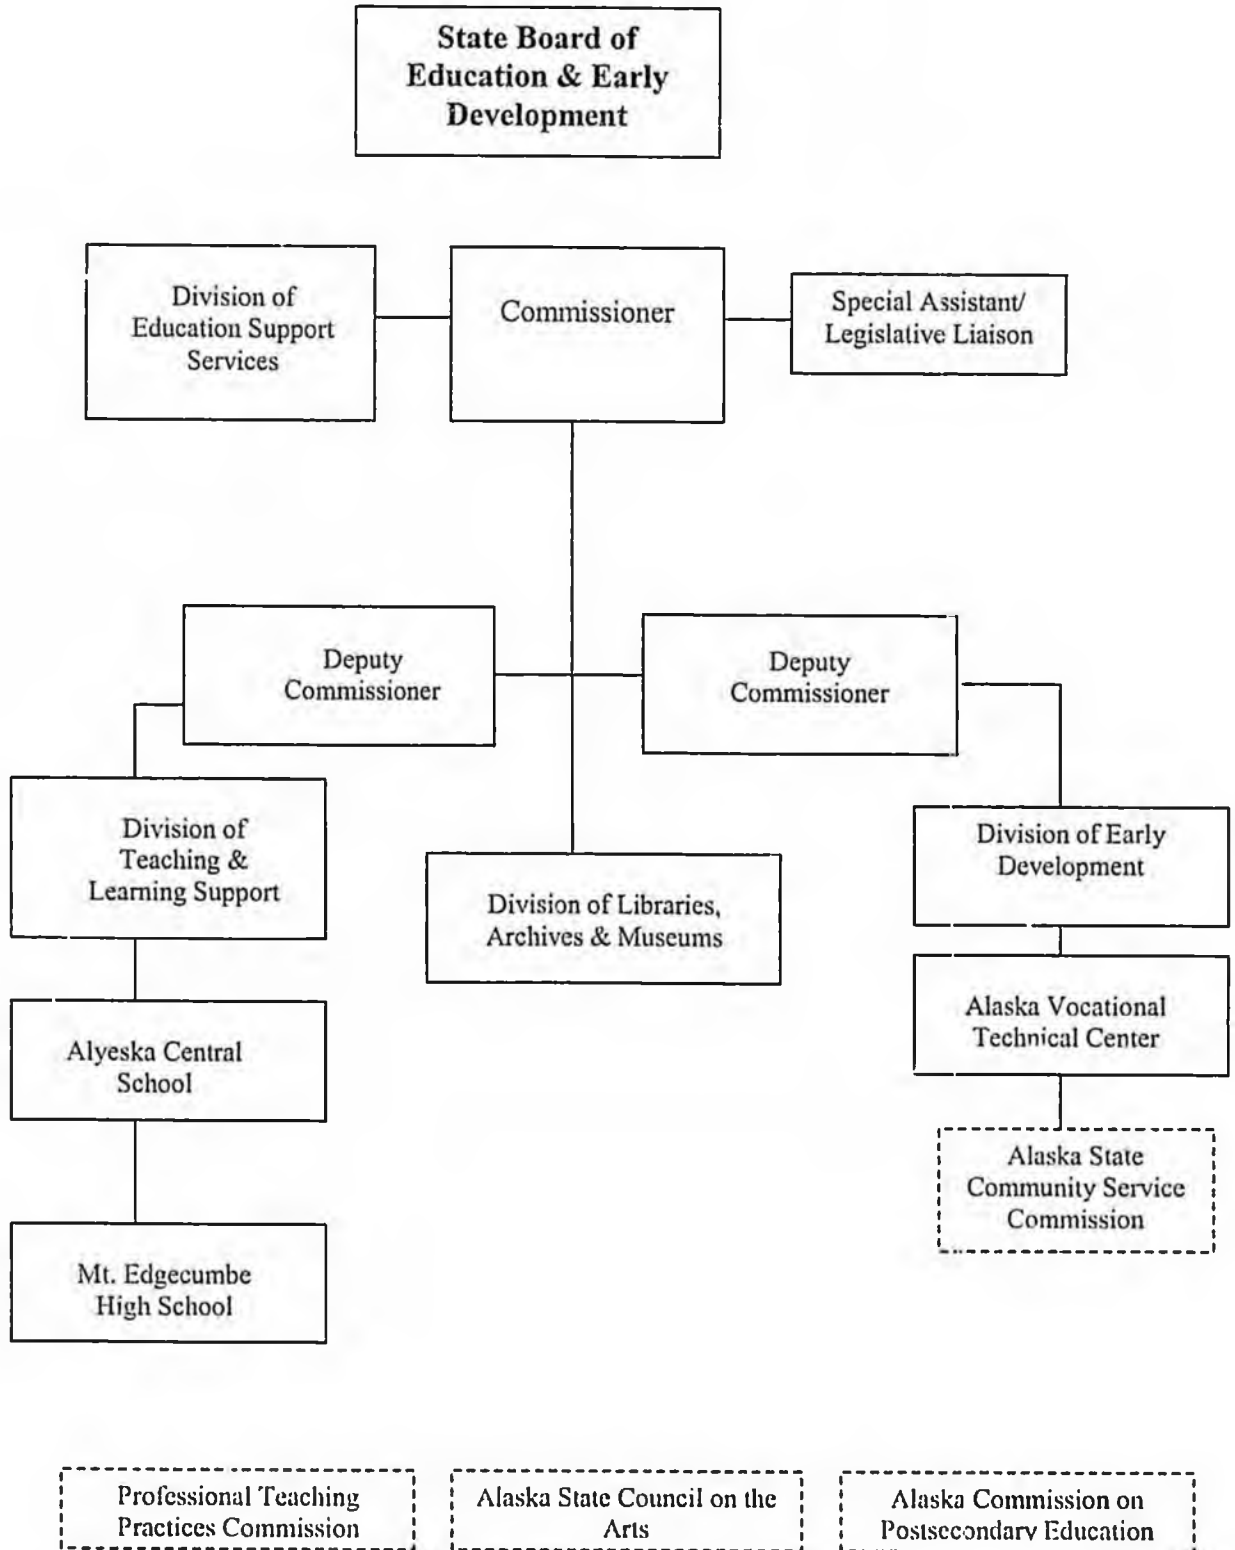 State Board of
Education & Early
Development
Division of
Education Support
Services
Commissioner
Special Assistant/
Legislative Liaison
Deputy
Commissioner
Deputy
Commissioner
Division of
Teaching &
Learning Support
Division of Libraries,
Archives & Museums
Division of Early
Development
Alyeska Central
School
Alaska Vocational
Technical Center
Alaska State
Community Service
Commission
Mt. Edgecumbe
High School
Professional Teaching
Practices Commission
Alaska State Council on the
Arts
Alaska Commission on
Postsecondary Education